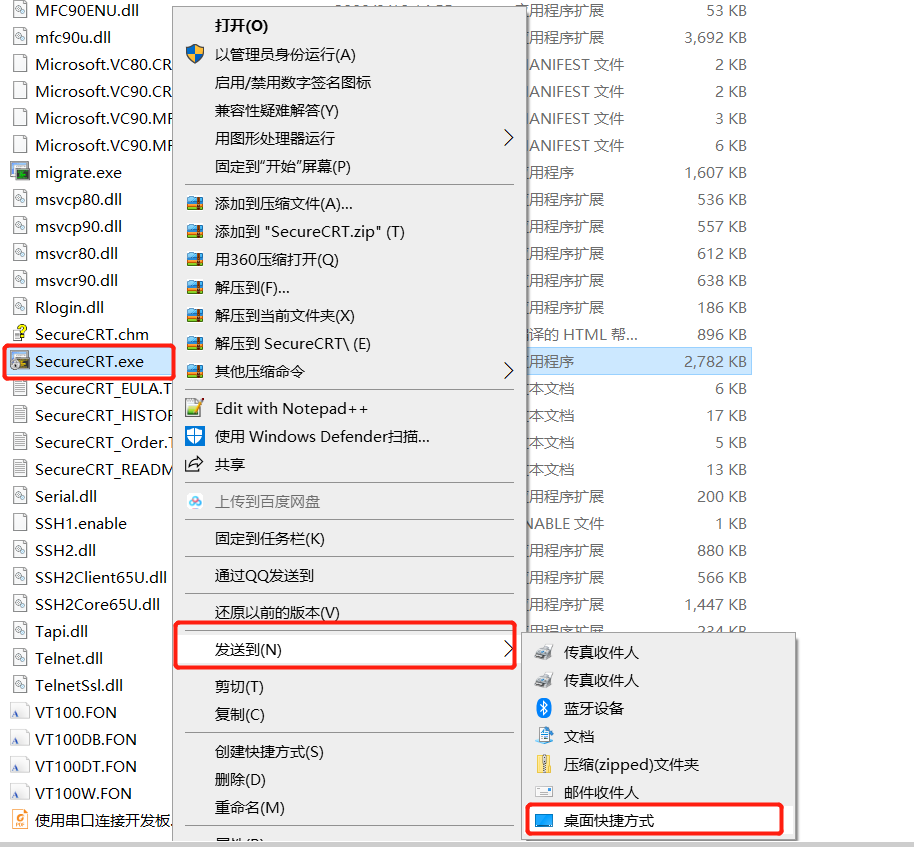 MFC90ENU.dll
mfc90u.dll
Microsoft.VC80.CR
Microsoft.VC90.CR
Microsoft.VC90.MF
Microsoft.VC90.MF
migrate.exe
msvcp80.dll
msvcp90.dll
msvcr80.dll
msvcr90.dll
Rlogin.dll
SecureCRT.chm
SecureCRT.exe
SecureCRT_EULA.T
SecureCRT_HISTOR
SecureCRT_Order.T
SecureCRT_READM
Serial.dll
SSH1.enable
SSH2.dll
SSH2Client65U.dll
SSH2Core65U.dll
Tapi.dll
Telnet.dll
TelnetSsl.dll
VT100.FON
VT100DB.FON
VT100DT.FON
VT100W.FON
使用串口连接开发板.
打开(O)
以管理员身份运行(A)
启用/禁用数字签名图标
兼容性疑难解答(Y)
用图形处理器运行
固定到“开始”屏幕(P)
添加到压缩文件(A)...
添加到 "SecureCRT.zip" (T)
用360压缩打开(Q)
解压到(F)...
解压到当前文件夹(X)
解压到 SecureCRT\ (E)
其他压缩命令
Edit with Notepad++
使用 Windows Defender扫描...
共享
上传到百度网盘
固定到任务栏(K)
通过QQ发送到
还原以前的版本(V)
发送到(N)
剪切(T)
复制(C)
创建快捷方式(S)
删除(D)
重命名(M)
应用程序扩展 53 KB
用程序扩展 3,692 KB
ANIFEST 文件 2 KB
ANIFEST 文件 2 KB
ANIFEST 文件 3 KB
ANIFEST 文件 6 KB
用程序 1,607 KB
用程序扩展 536 KB
用程序扩展 557 KB
用程序扩展 612 KB
用程序扩展 638 KB
用程序扩展 186 KB
译的 HTML 帮... 896 KB
用程序 2,782 KB
本文档 6 KB
本文档 17 KB
本文档 5 KB
本文档 13 KB
用程序扩展 200 KB
NABLE 文件 1 KB
用程序扩展 880 KB
用程序扩展 566 KB
用程序扩展 1,447 KB
用程序扩展 234 KB
传真收件人
传真收件人
蓝牙设备
文档
压缩(zipped)文件夹
邮件收件人
桌面快捷方式